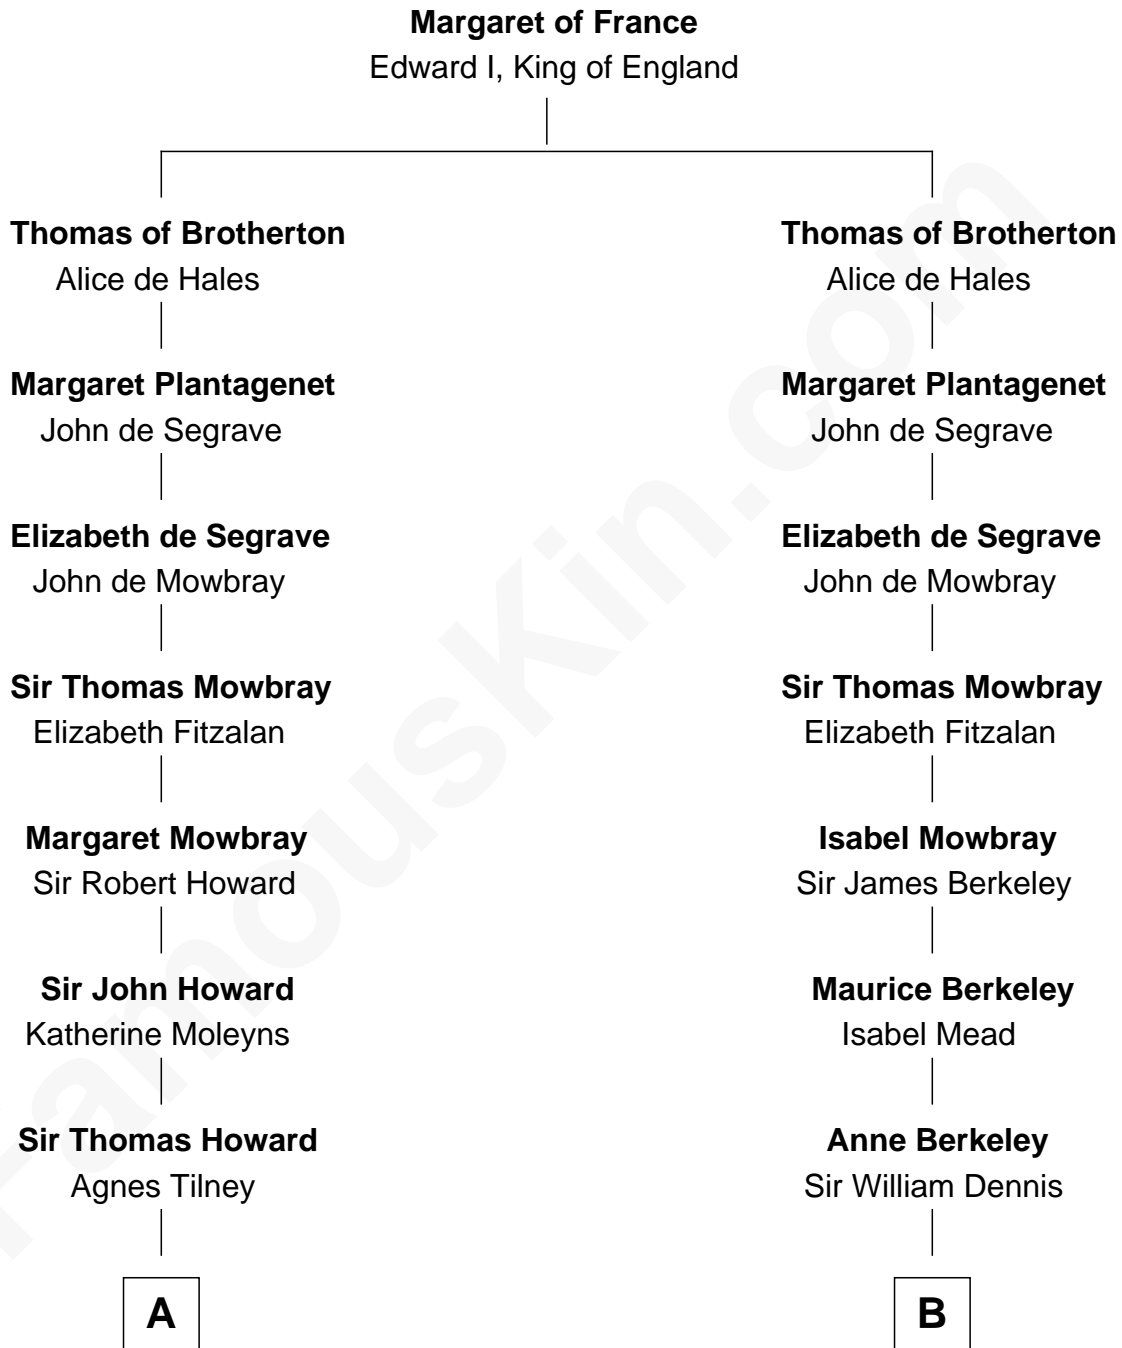 Margaret of France
Edward I, King of England
Thomas of Brotherton
Alice de Hales
Thomas of Brotherton
Alice de Hales
Margaret Plantagenet
John de Segrave
Margaret Plantagenet
John de Segrave
Elizabeth de Segrave
John de Mowbray
Elizabeth de Segrave
John de Mowbray
Sir Thomas Mowbray
Elizabeth Fitzalan
Sir Thomas Mowbray
Elizabeth Fitzalan
Margaret Mowbray
Sir Robert Howard
Isabel Mowbray
Sir James Berkeley
Sir John Howard
Katherine Moleyns
Maurice Berkeley
Isabel Mead
Sir Thomas Howard
Agnes Tilney
Anne Berkeley
Sir William Dennis
A
B
FamousKin.com